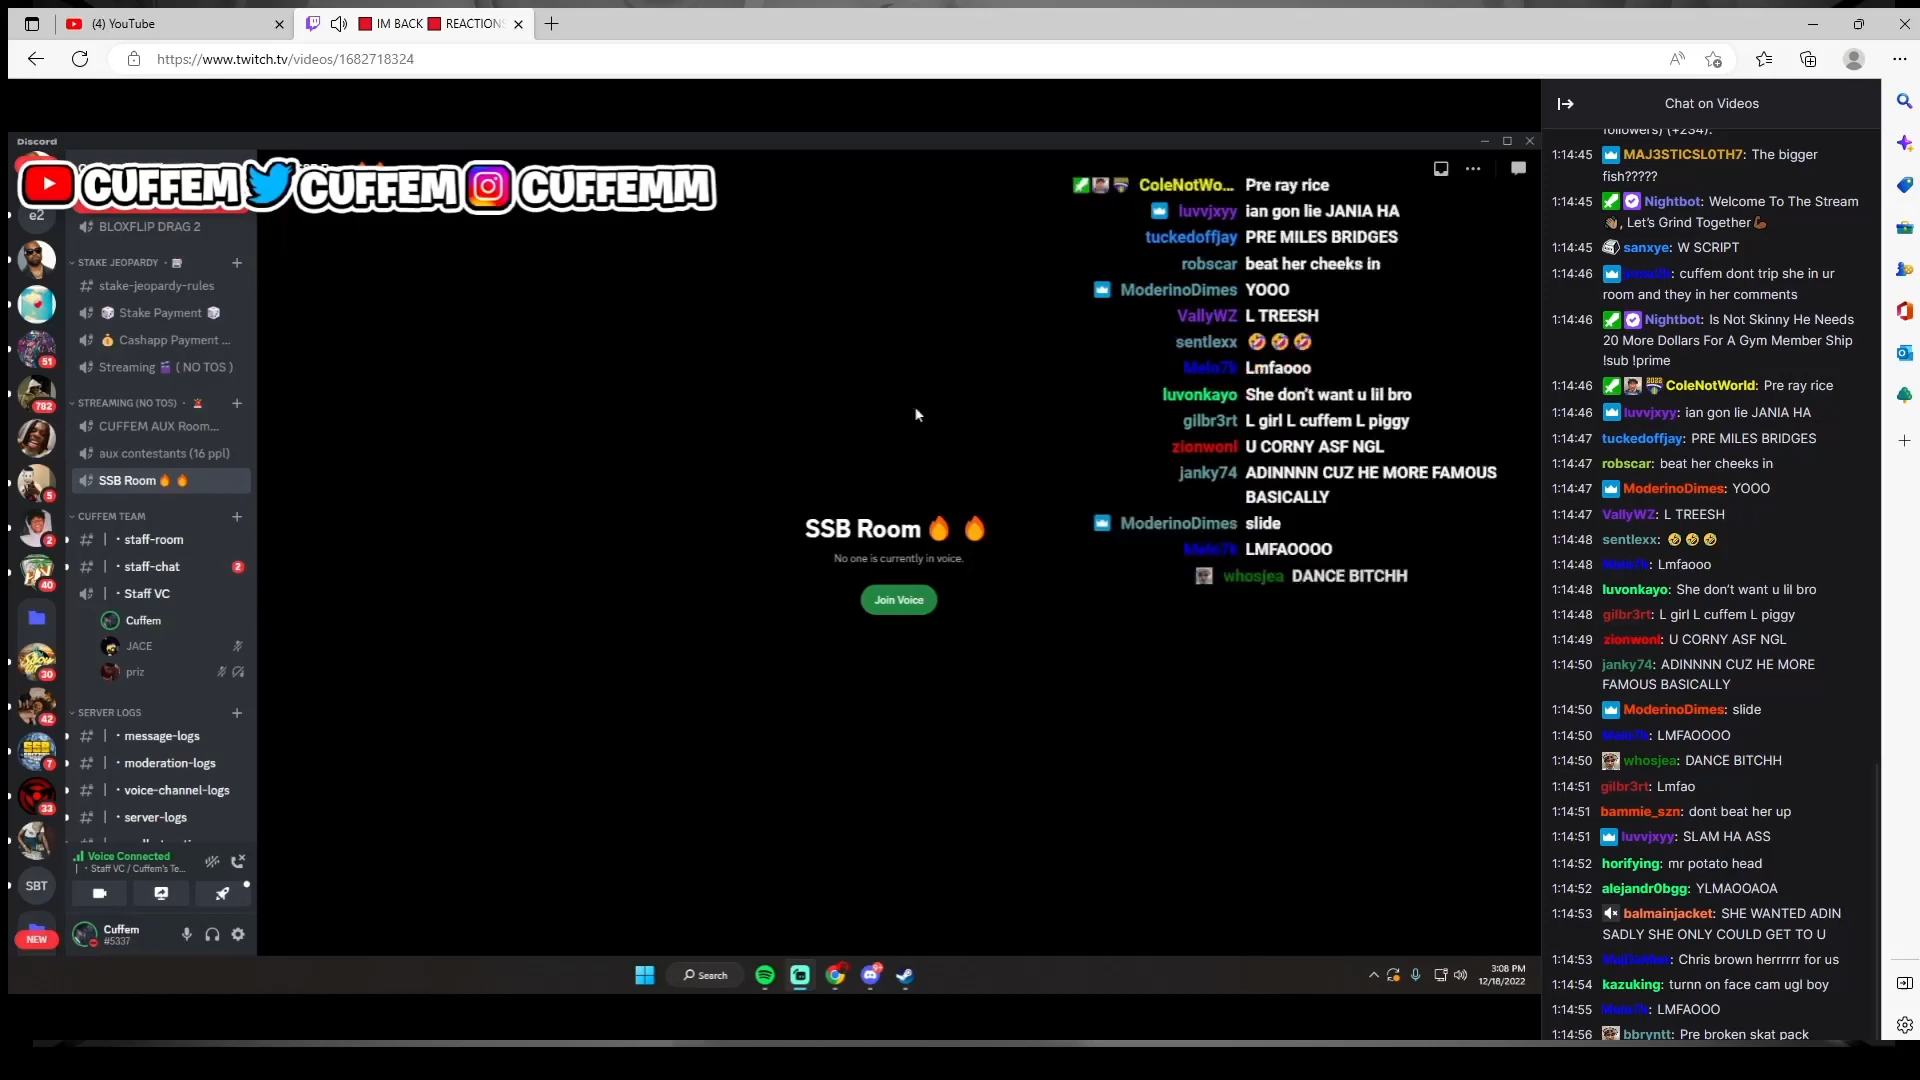 (4) YouTube
IM BACK REACTIONS
https://www.twitch.tv/videos/1682718324
Discord
CUFFEM CUFFEM CUFFEMM
e2
BLOXFLIP DRAG 2
STAKE JEOPARDY ·
stake-jeopardy-rules
Stake Payment
Cashapp Payment ...
Streaming ( NO TOS )
51
782
STREAMING (NO TOS) ·
CUFFEM AUX Room...
aux contestants (16 ppl)
SSB Room
5
CUFFEM TEAM
2
| · staff-room
| · staff-chat 2
40
| · Staff VC
Cuffem
JACE
priz
30
42
SERVER LOGS
| · message-logs
7
| · moderation-logs
| · voice-channel-logs
33
| · server-logs
Voice Connected
| · Staff VC / Cuffem's Te...
SBT
NEW
Cuffem
#5337
SSB Room
No one is currently in voice.
Join Voice
ColeNotWo... Pre ray rice
luvvjxyy ian gon lie JANIA HA
tuckedoffjay PRE MILES BRIDGES
robscar beat her cheeks in
ModerinoDimes YOOO
VallyWZ L TREESH
sentlexx
Lmfaooo
luvonkayo She don't want u lil bro
gilbr3rt L girl L cuffem L piggy
zionwonl U CORNY ASF NGL
janky74 ADINNNN CUZ HE MORE FAMOUS
BASICALLY
ModerinoDimes slide
LMFAOOOO
whosjea DANCE BITCHH
Search
3:08 PM
12/18/2022
Chat on Videos
followers) (+234).
1:14:45 MAJ3STICSL0TH7: The bigger
fish?????
1:14:45 Nightbot: Welcome To The Stream
, Let's Grind Together
1:14:45 sanxye: W SCRIPT
1:14:46 cuffem dont trip she in ur
room and they in her comments
1:14:46 Nightbot: Is Not Skinny He Needs
20 More Dollars For A Gym Member Ship
!sub !prime
1:14:46 ColeNotWorld: Pre ray rice
1:14:46 luvvjxyy: ian gon lie JANIA HA
1:14:47 tuckedoffjay: PRE MILES BRIDGES
1:14:47 robscar: beat her cheeks in
1:14:47 ModerinoDimes: YOOO
1:14:47 VallyWZ: L TREESH
1:14:48 sentlexx:
1:14:48 Lmfaooo
1:14:48 luvonkayo: She don't want u lil bro
1:14:48 gilbr3rt: L girl L cuffem L piggy
1:14:49 zionwonl: U CORNY ASF NGL
1:14:50 janky74: ADINNNN CUZ HE MORE
FAMOUS BASICALLY
1:14:50 ModerinoDimes: slide
1:14:50 LMFAOOOO
1:14:50 whosjea: DANCE BITCHH
1:14:51 gilbr3rt: Lmfao
1:14:51 bammie_szn: dont beat her up
1:14:51 luvvjxyy: SLAM HA ASS
1:14:52 horifying: mr potato head
1:14:52 alejandr0bgg: YLMAOOAOA
1:14:53 balmainjacket: SHE WANTED ADIN
SADLY SHE ONLY COULD GET TO U
1:14:53 Chris brown herrrrrr for us
1:14:54 kazuking: turnn on face cam ugl boy
1:14:55 LMFAOOO
1:14:56 bbryntt: Pre broken skat pack